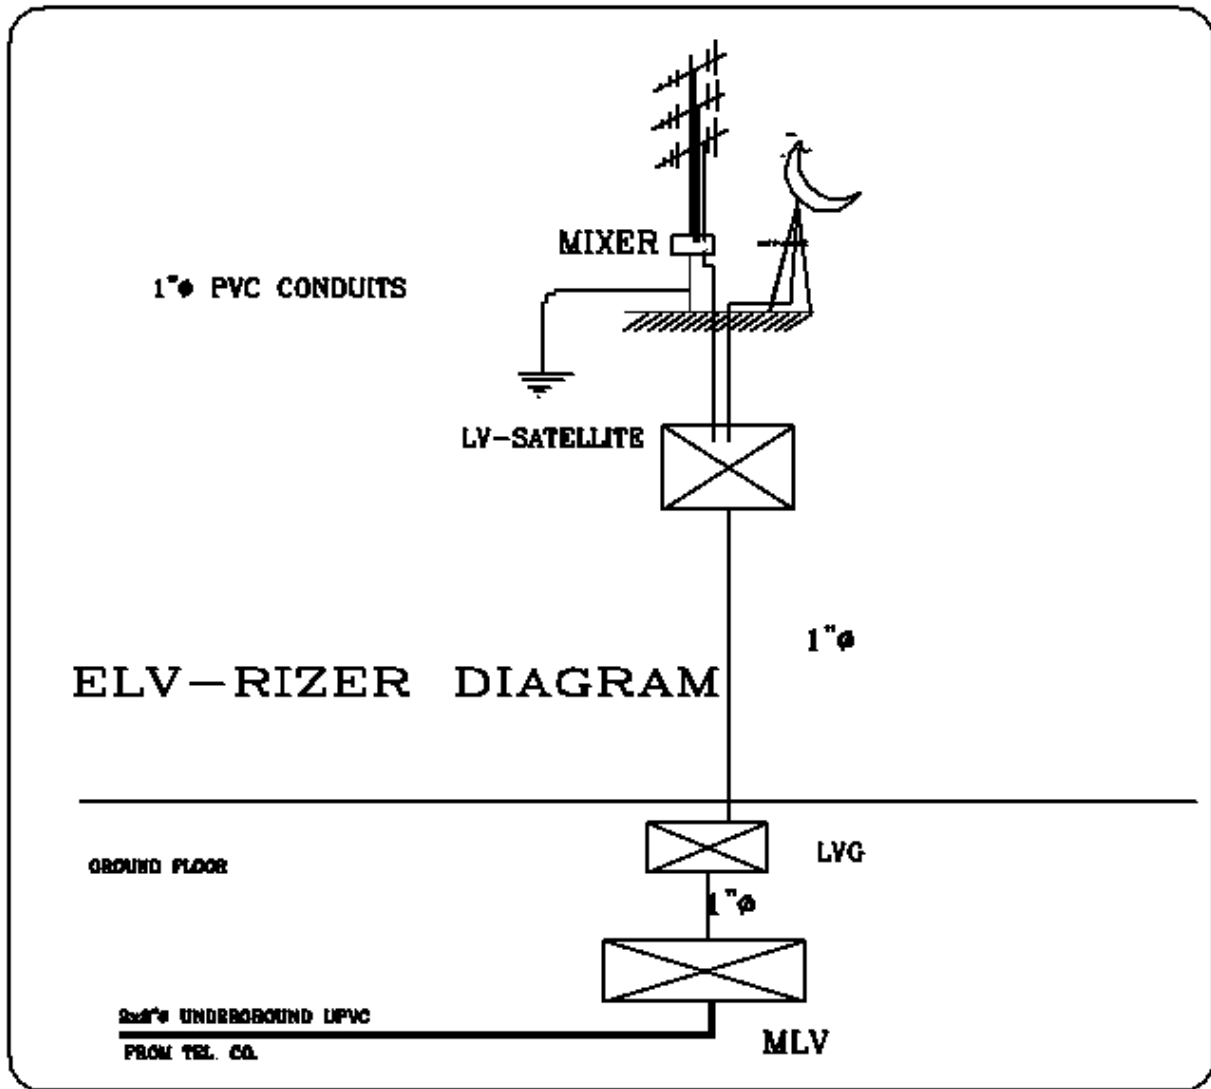 MIXER
1"ø PVC CONDUITS
LV-SATELLITE
1"ø
ELV-RIZER DIAGRAM
GROUND FLOOR
LVG
1"ø
UNDERGROUND UPVC
FROM TEL. CO.
MLV